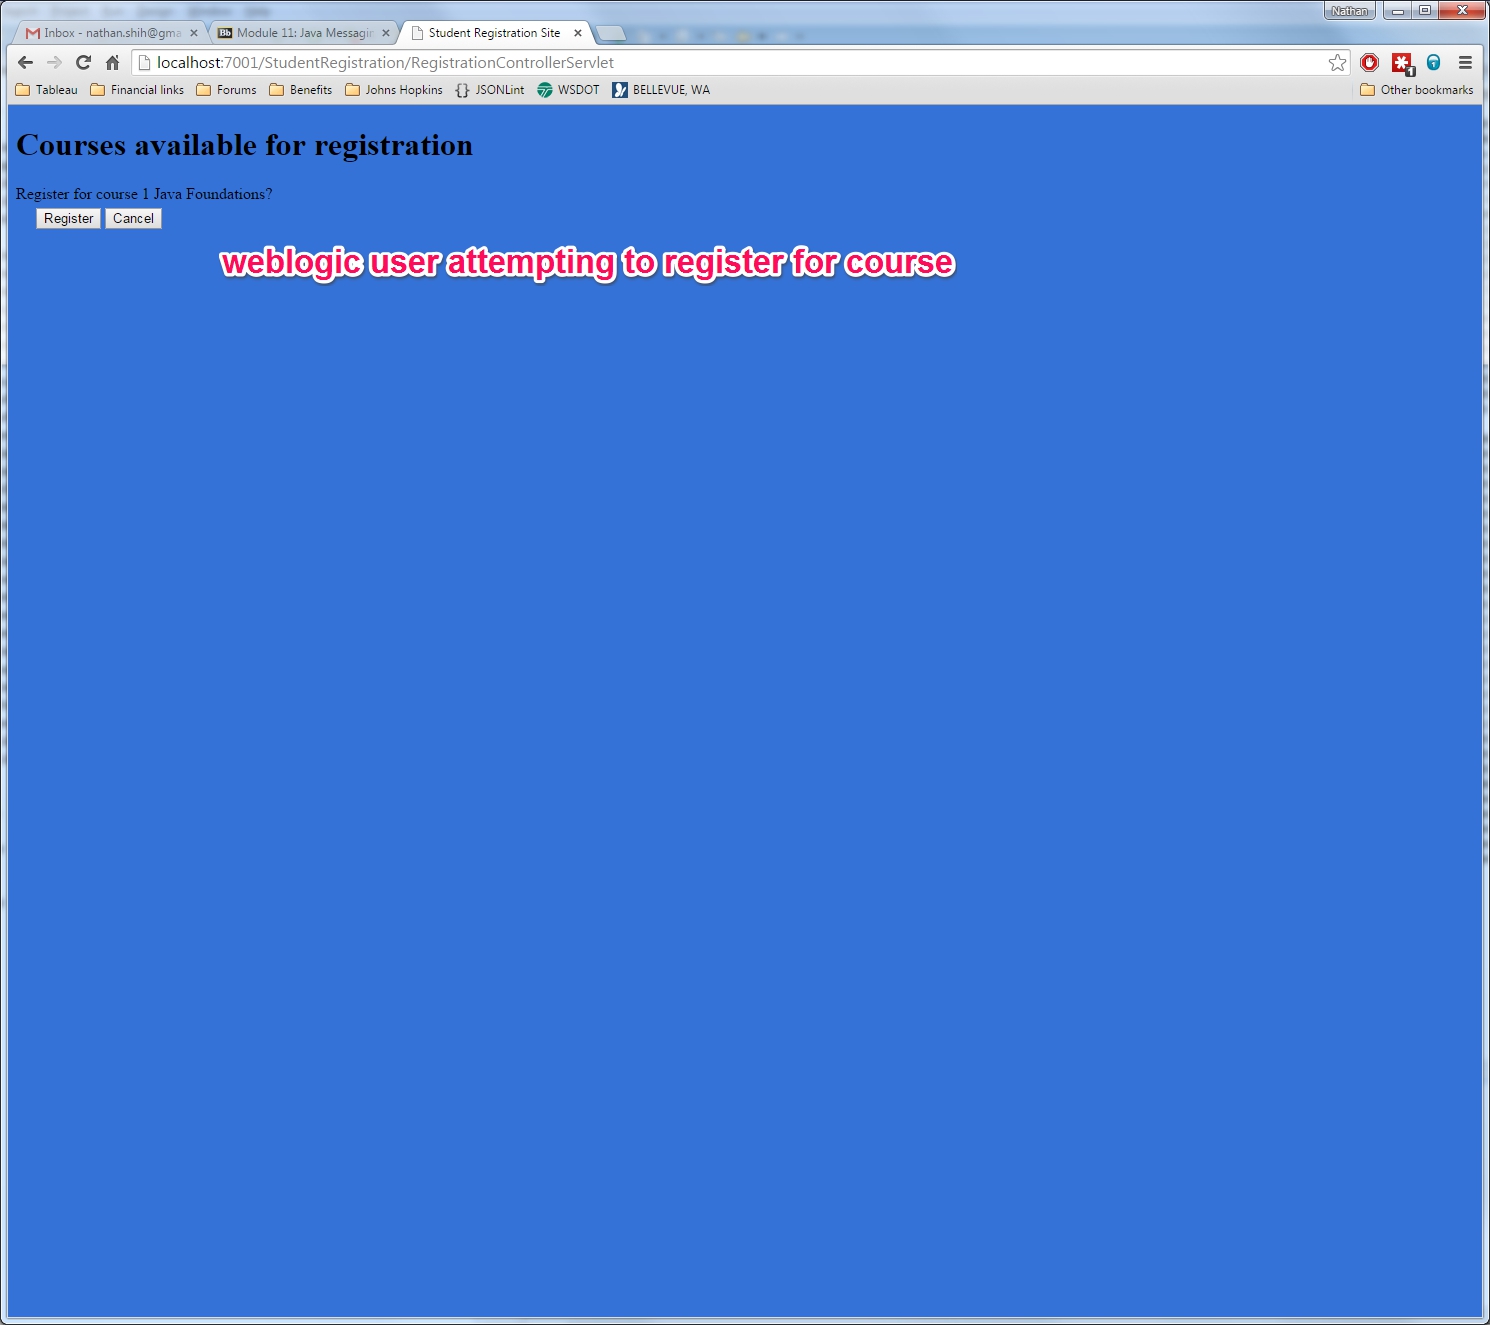 Nathan
Inbox - nathan.shih@gma
Module 11: Java Messagin
Student Registration Site
localhost:7001/StudentRegistration/RegistrationControllerServlet
1
Tableau
Financial links
Forums
Benefits
Johns Hopkins
{} JSONLint
WSDOT
BELLEVUE, WA
Other bookmarks
Courses available for registration
Register for course 1 Java Foundations?
Register Cancel
weblogic user attempting to register for course